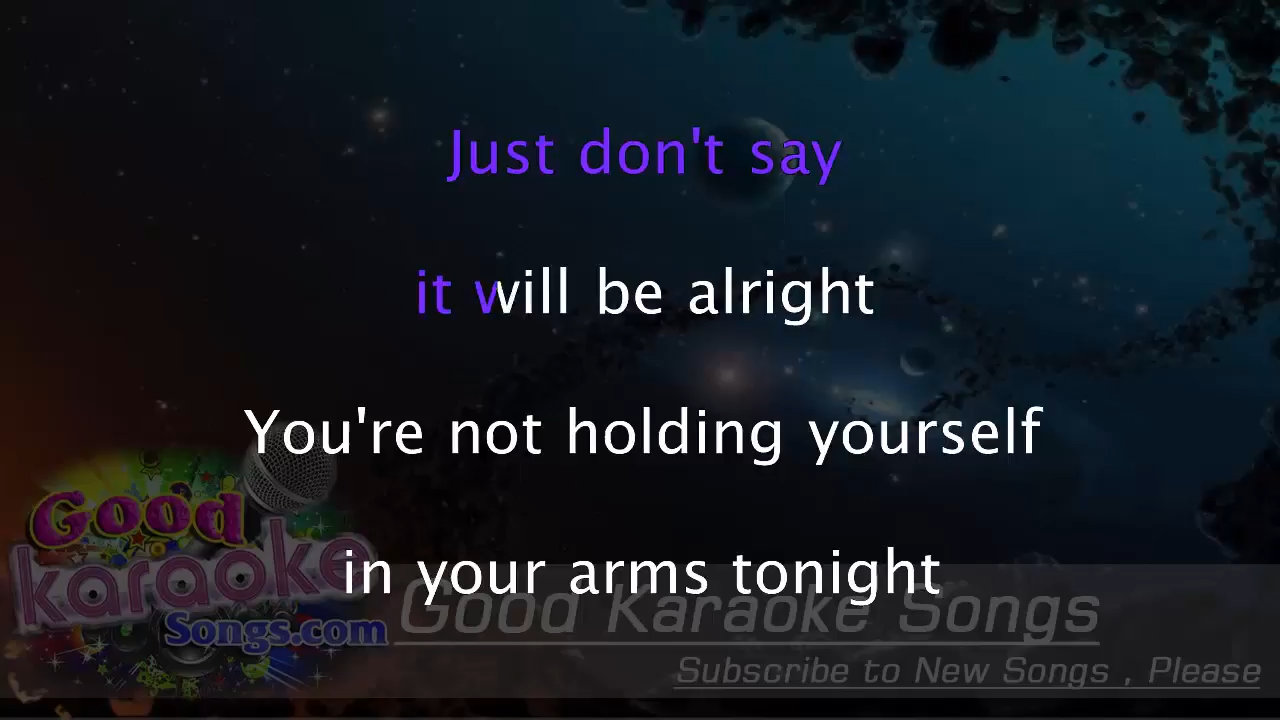 Just don't say
it will be alright
You're not holding yourself
in your arms tonight
Good
karaoke
Songs.com
Good Karaoke Songs
Subscribe to New Songs , Please